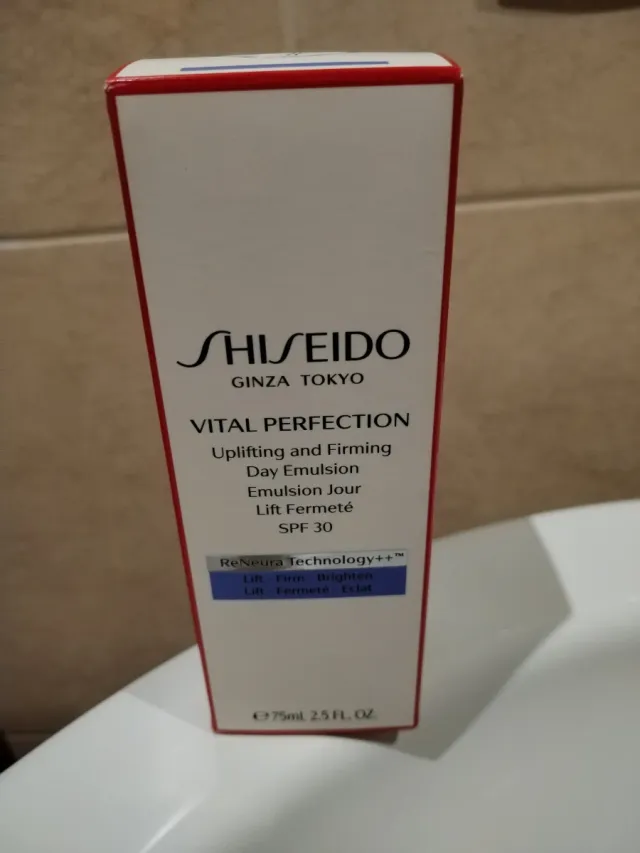 SHISEIDO
GINZA TOKYO
VITAL PERFECTION
Uplifting and Firming
Day Emulsion
Emulsion Jour
Lift Fermeté
SPF 30
ReNeura Technology++™
Lift Firm Brighten
Lift Fermeté Eclat
℮ 75mL 2.5 FL. OZ.